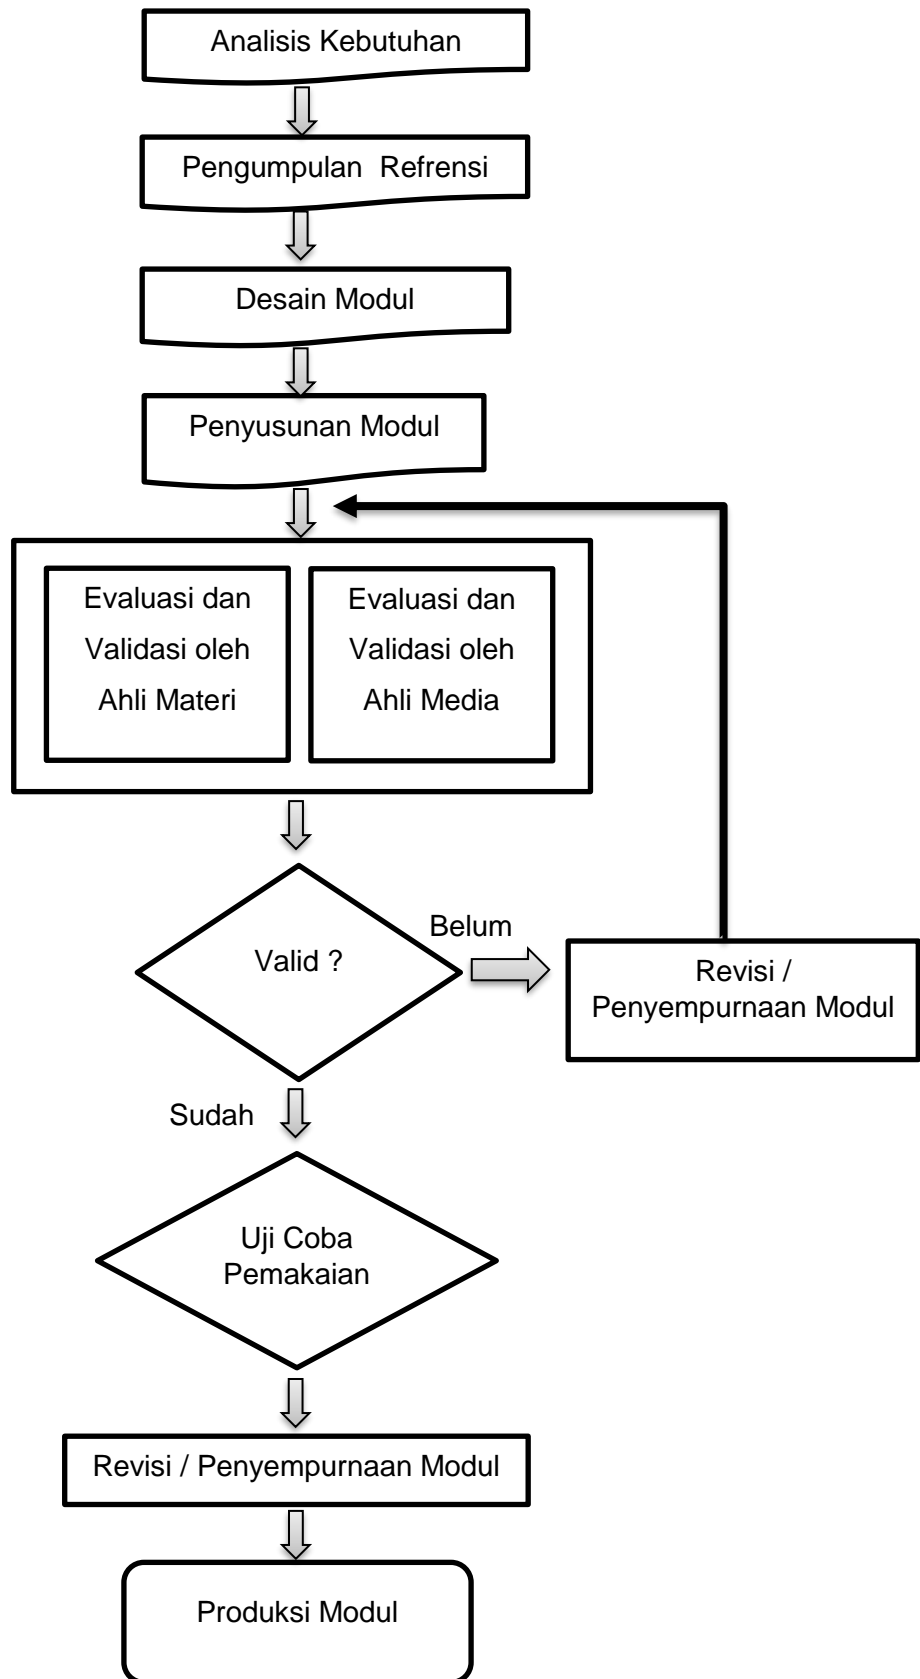 Analisis Kebutuhan
Pengumpulan Refrensi
Desain Modul
Penyusunan Modul
Evaluasi dan
Validasi oleh
Ahli Materi
Evaluasi dan
Validasi oleh
Ahli Media
Valid ?
Belum
Revisi /
Penyempurnaan Modul
Sudah
Uji Coba
Pemakaian
Revisi / Penyempurnaan Modul
Produksi Modul